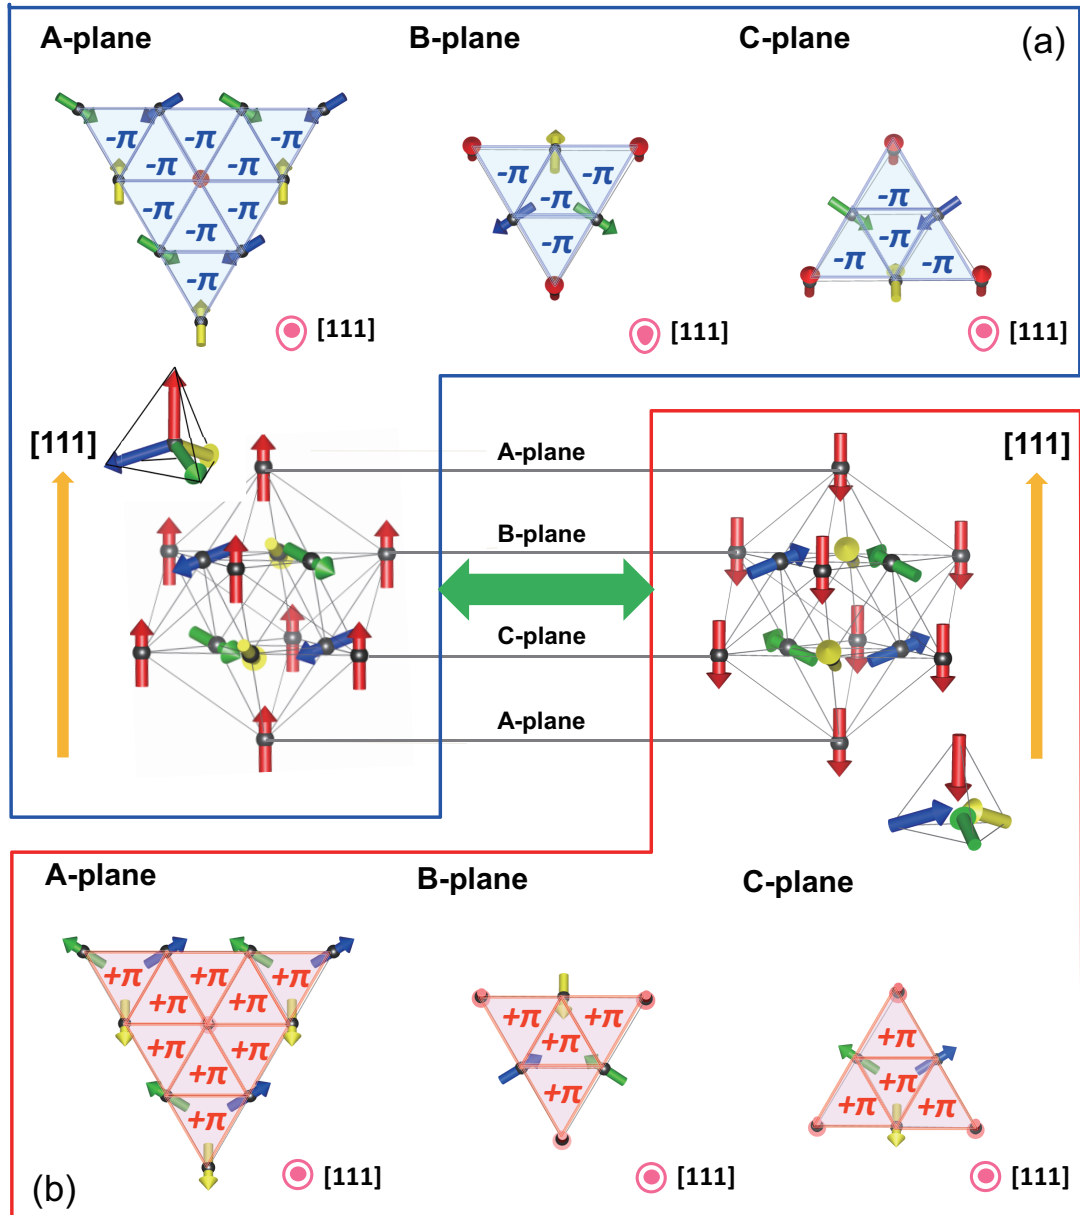 A-plane
B-plane
C-plane
(a)
-π -π -π
-π -π
-π -π
-π
-π
-π -π
-π
-π
-π
-π
-π -π
[111]
[111]
[111]
[111]
[111]
A-plane
B-plane
C-plane
A-plane
A-plane
B-plane
C-plane
+π +π +π
+π +π
+π +π
+π
+π
+π +π
+π
+π
+π
+π
+π +π
[111]
[111]
[111]
(b)